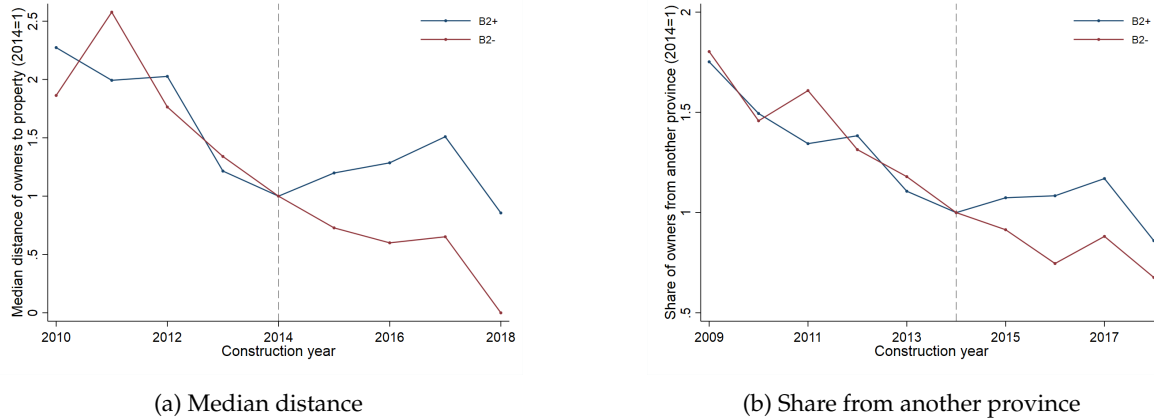 Median distance of owners to property (2014=1)
2.5
2
1.5
1
.5
0
B2+
B2-
2010
2012
2014
2016
2018
Construction year
(a) Median distance
Share of owners from another province (2014=1)
2
1.5
1
.5
B2+
B2-
2009
2011
2013
2015
2017
Construction year
(b) Share from another province